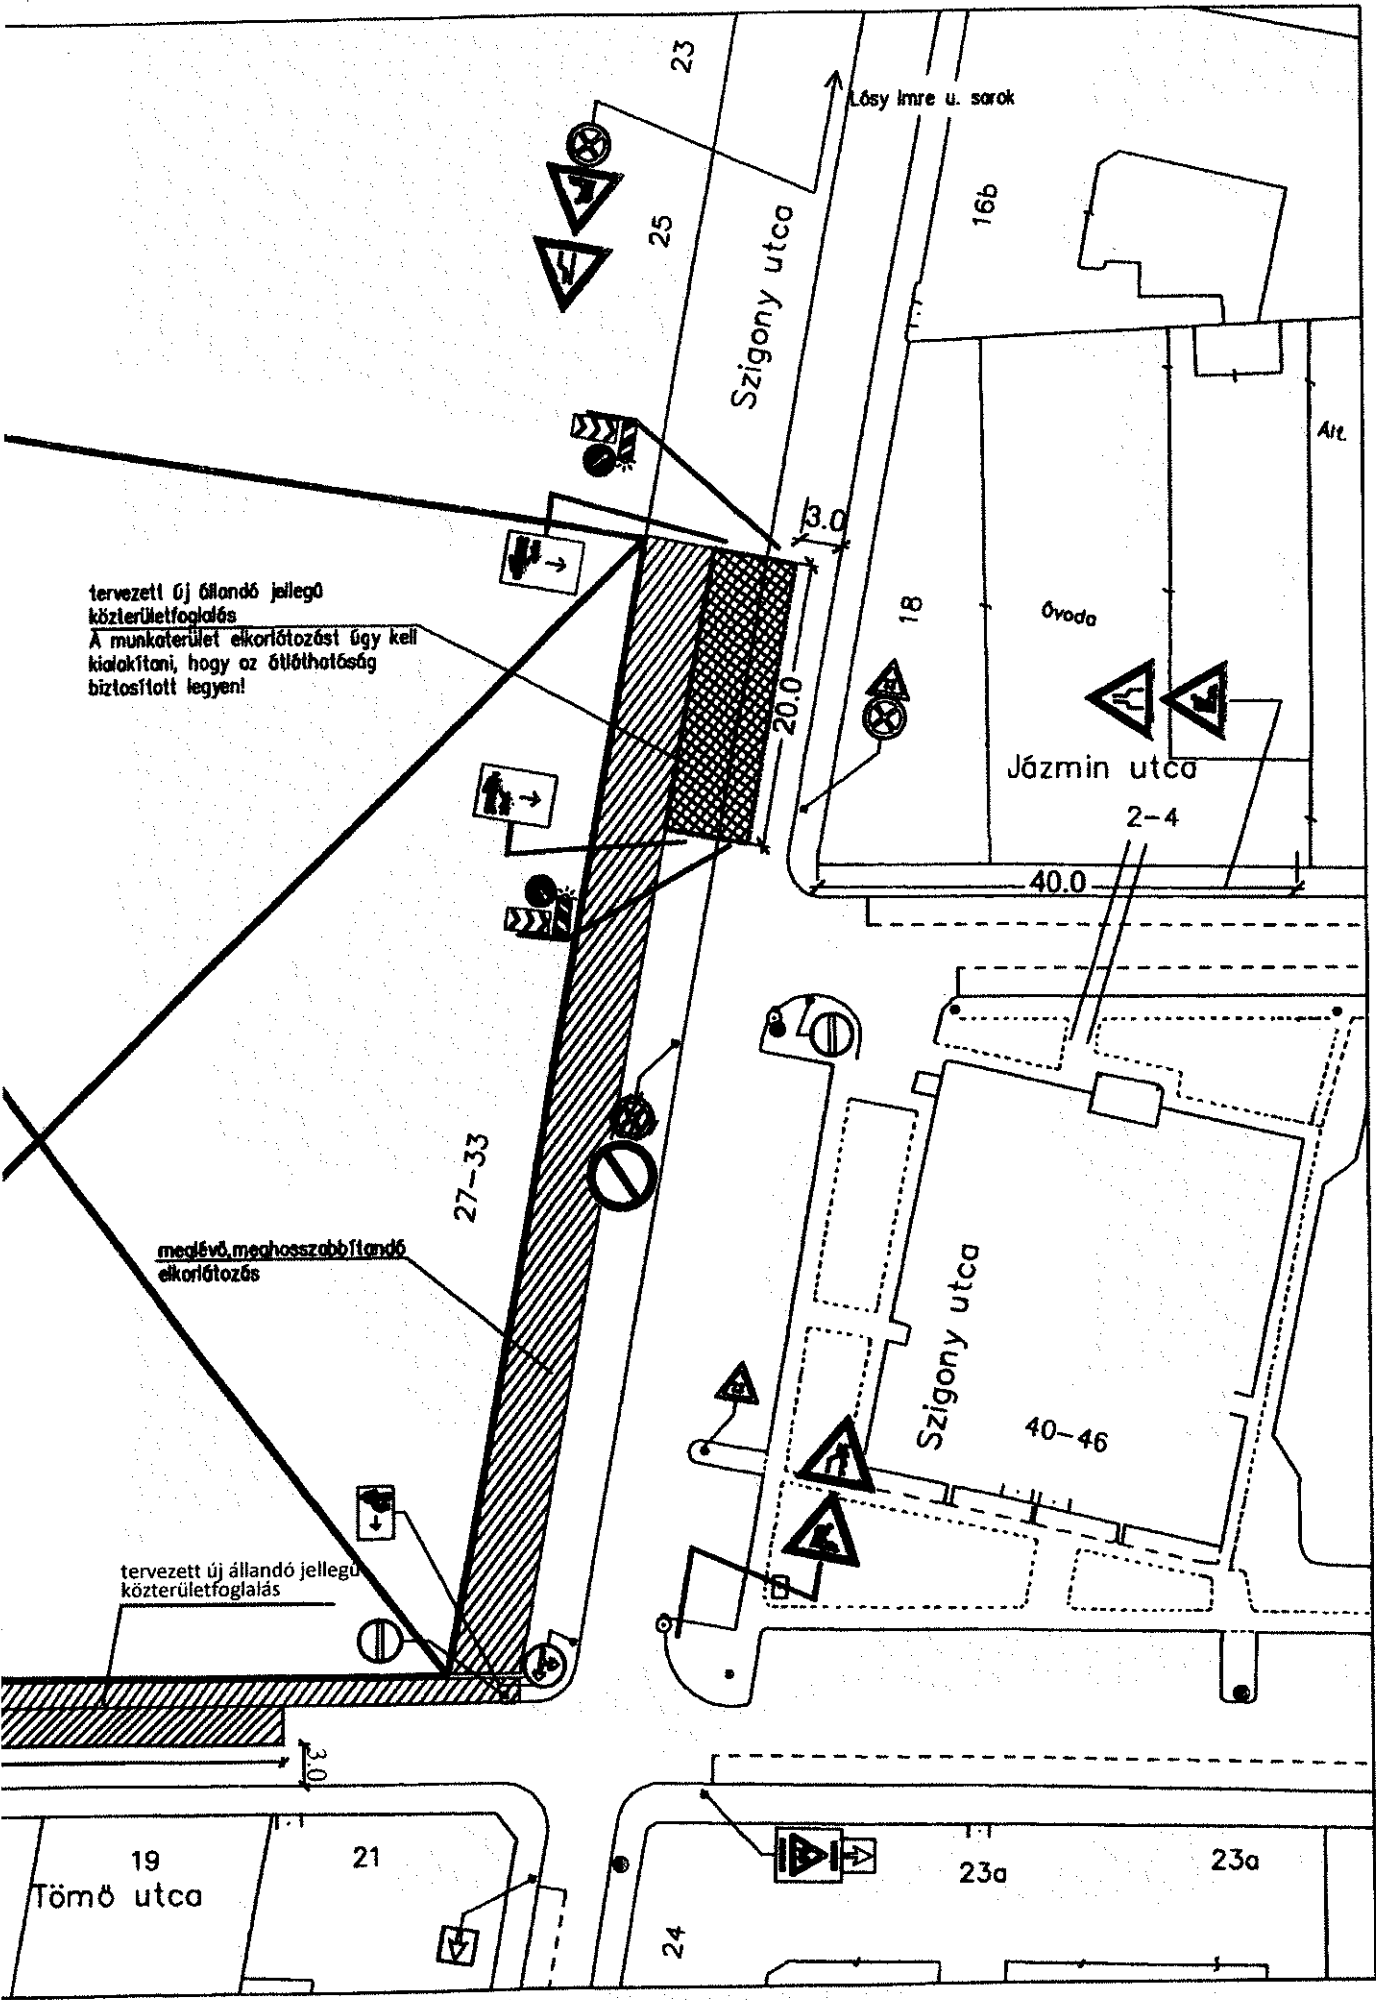 23
Lósy Imre u. sorok
25
Szigony utca
16b
Ált.
3.0
tervezett új állandó jellegű
közterületfoglalás
A munkaterület elkorlátozást úgy kell
kialakítani, hogy az átláthatóság
biztosított legyen!
18
Óvoda
20.0
Jázmin utca
2-4
40.0
27-33
meglévő,meghosszabbítandó
elkorlátozás
Szigony utca
40-46
tervezett új állandó jellegű
közterületfoglalás
3.0
19
21
23a
23a
Tömő utca
24